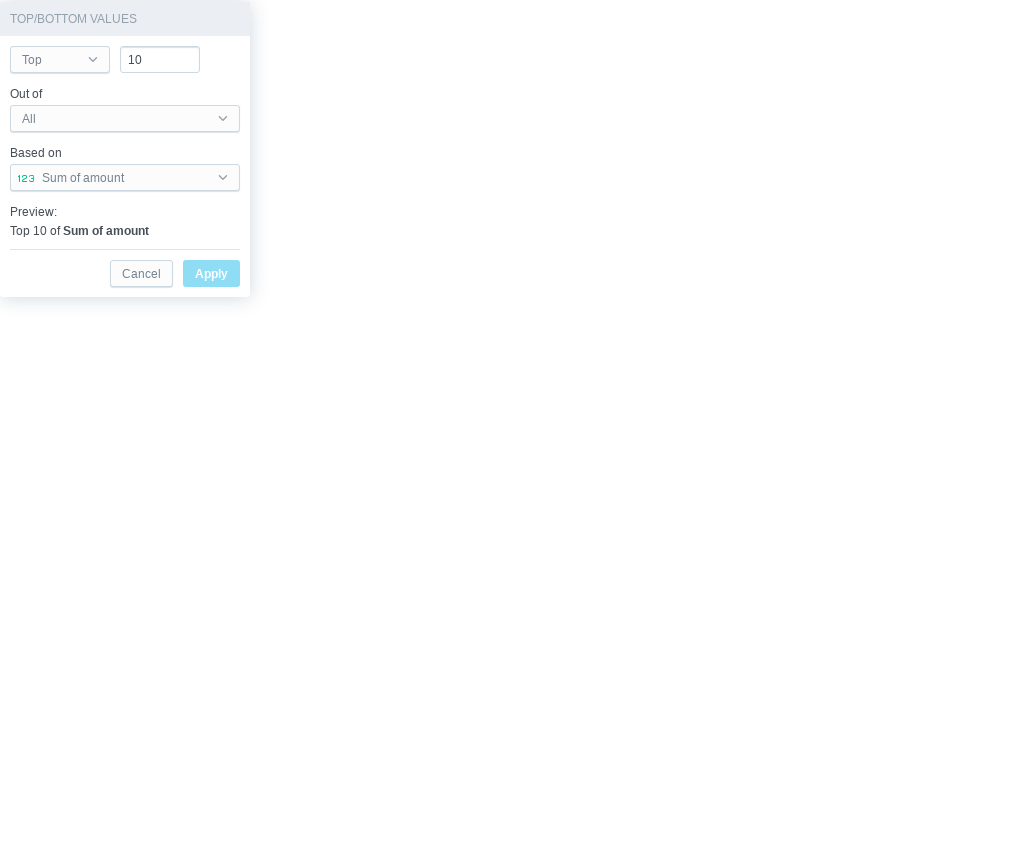 TOP/BOTTOM VALUES
Top 10
Out of
All
Based on
123 Sum of amount
Preview:
Top 10 of Sum of amount
Cancel Apply